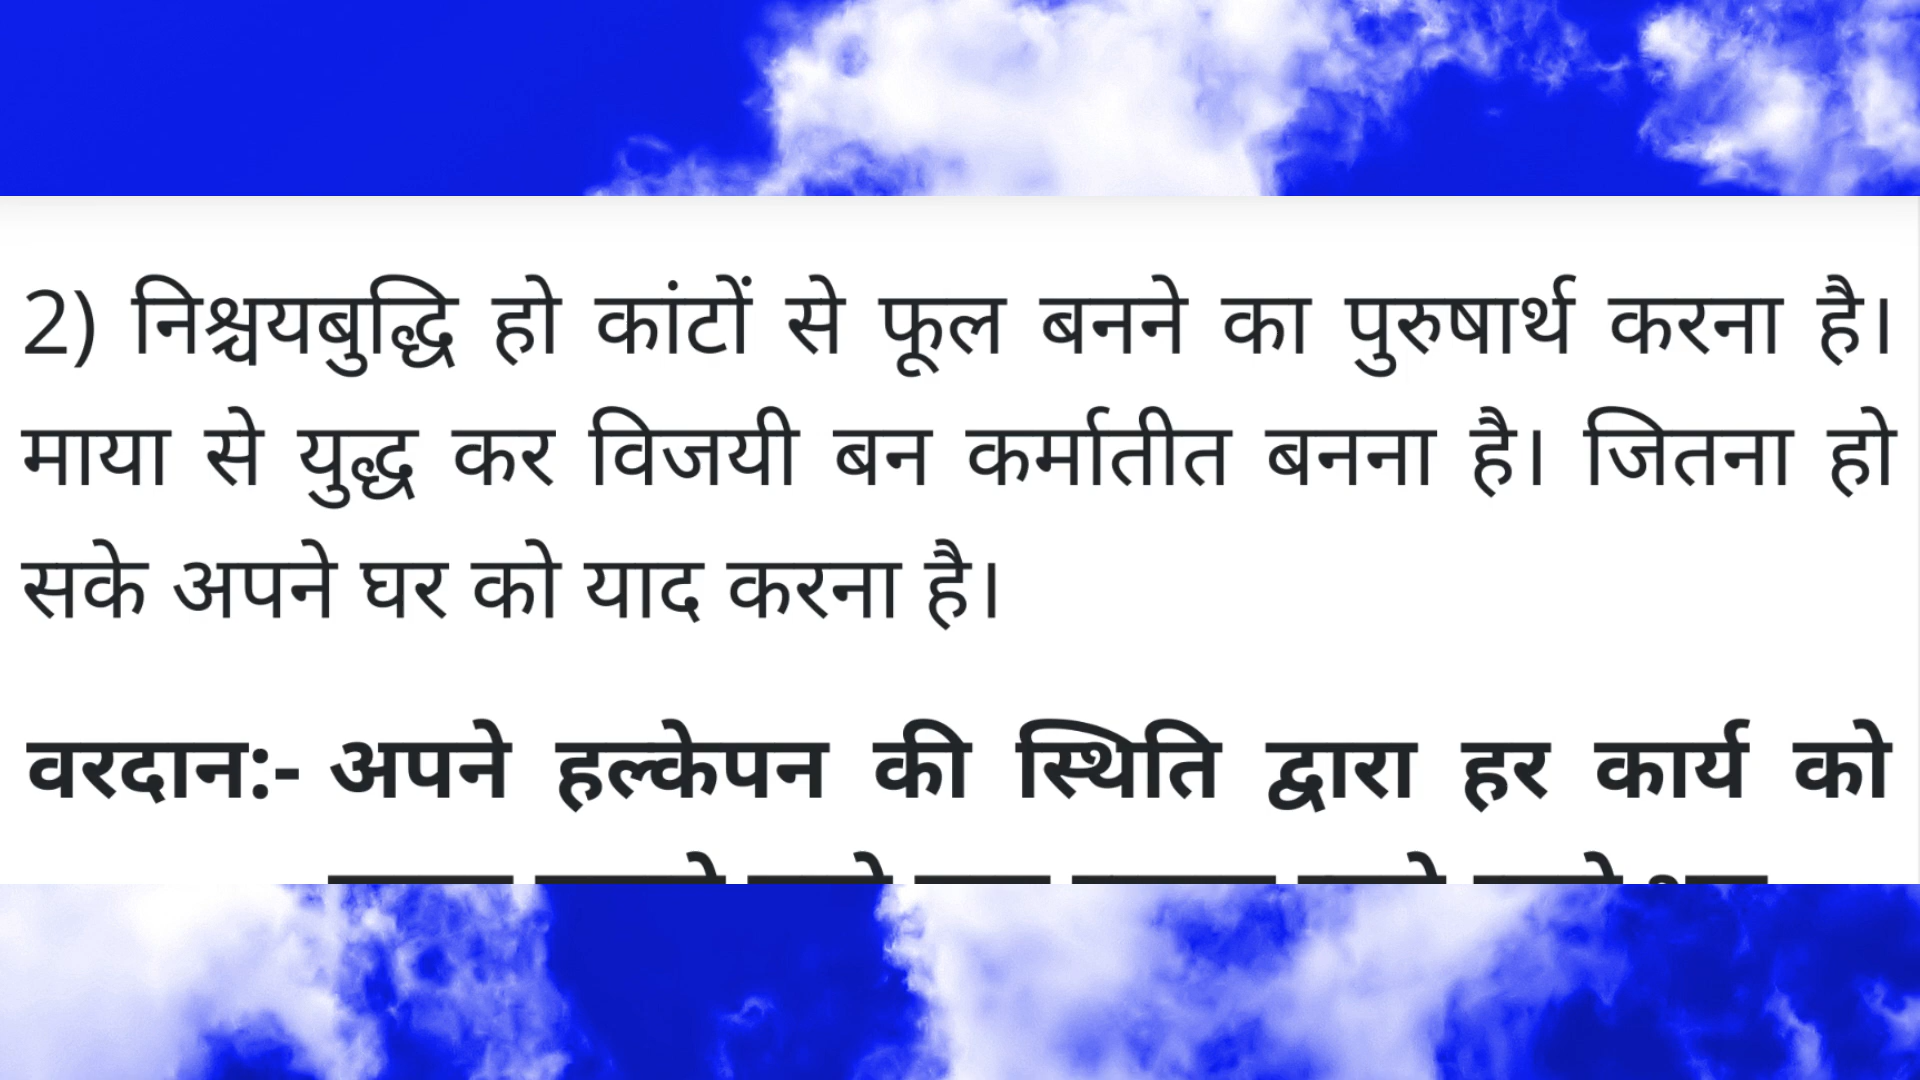 2) निश्चयबुद्धि हो कांटों से फूल बनने का पुरुषार्थ करना है।
माया से युद्ध कर विजयी बन कर्मातीत बनना है। जितना हो
सके अपने घर को याद करना है।
वरदान:- अपने हल्केपन की स्थिति द्वारा हर कार्य को